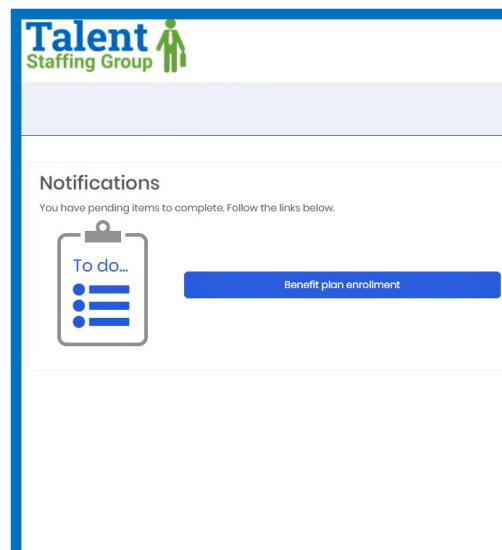 Talent
Staffing Group
Notifications
You have pending items to complete. Follow the links below.
To do...
Benefit plan enrollment